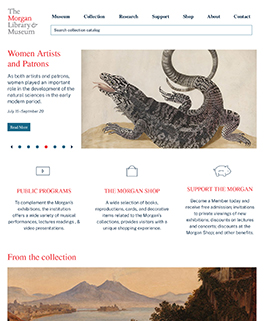 The
Morgan
Library &
Museum
Museum Collection Research Support Shop About Contact
Search collection catalog
Women Artists
and Patrons
As both artists and patrons,
women played an important
role in the development of the
natural sciences in the early
modern period.
July 15–September 20
Read More
PUBLIC PROGRAMS
To complement the Morgan's
exhibitions, the institution
offers a wide variety of musical
performances, lectures readings , &
video presentations.
THE MORGAN SHOP
A wide selection of books,
reproductions, cards, and decorative
items related to the Morgan's
collections, provides visitors with a
unique shopping experience.
SUPPORT THE MORGAN
Become a Member today and
receive free admission, invitations
to private viewings of new
exhibitions, discounts on lectures
and concerts, discounts at the
Morgan Shop, and other benefits.
From the collection